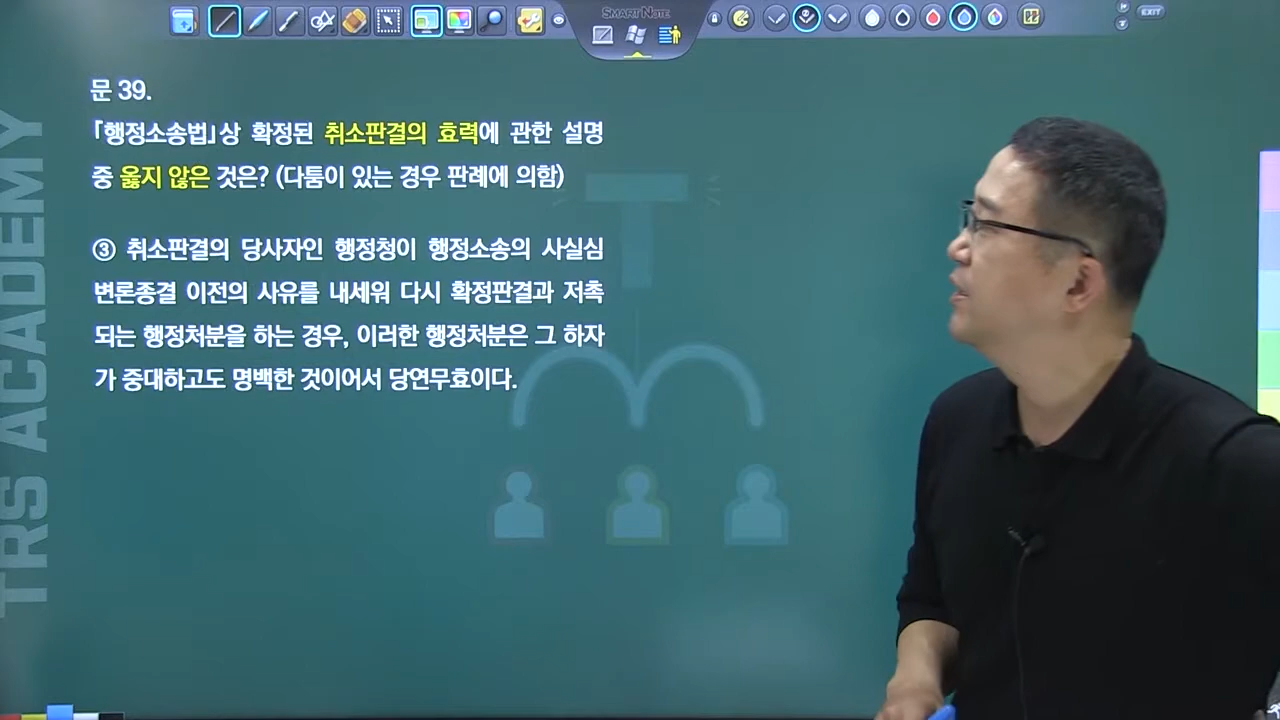 SMART NOTE
EXIT
문 39.
「행정소송법」상 확정된 취소판결의 효력에 관한 설명
중 옳지 않은 것은? (다툼이 있는 경우 판례에 의함)
③ 취소판결의 당사자인 행정청이 행정소송의 사실심
변론종결 이전의 사유를 내세워 다시 확정판결과 저촉
되는 행정처분을 하는 경우, 이러한 행정처분은 그 하자
가 중대하고도 명백한 것이어서 당연무효이다.
TRS ACADEMY